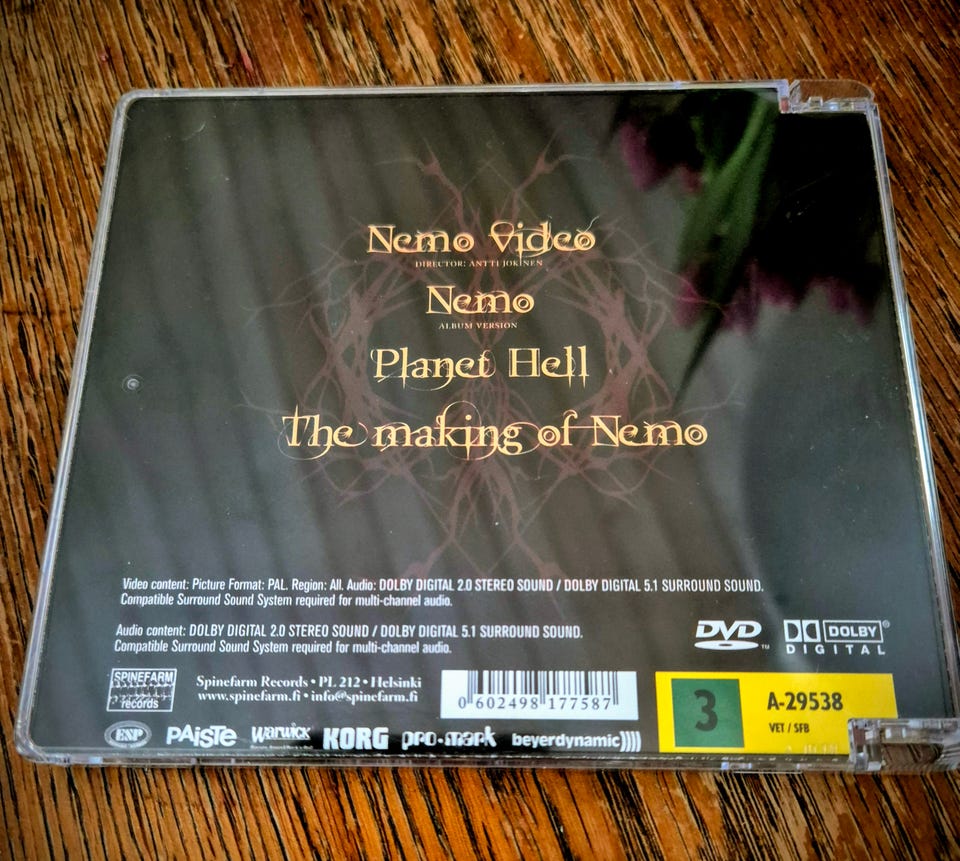 Nemo video
DIRECTOR: ANTTI JOKINEN
Nemo
ALBUM VERSION
Planet Hell
The making of Nemo
Video content: Picture Format: PAL. Region: All. Audio: DOLBY DIGITAL 2.0 STEREO SOUND / DOLBY DIGITAL 5.1 SURROUND SOUND.
Compatible Surround Sound System required for multi-channel audio.
Audio content: DOLBY DIGITAL 2.0 STEREO SOUND / DOLBY DIGITAL 5.1 SURROUND SOUND.
Compatible Surround Sound System required for multi-channel audio.
DVD™
DOLBY®
DIGITAL
SPINEFARM
records
Spinefarm Records • PL 212 • Helsinki
www.spinefarm.fi • info@spinefarm.fi
0 602498 177587
3
A-29538
VET / SFB
ESP PAiSTe Warwick KORG pro•mark beyerdynamic))))